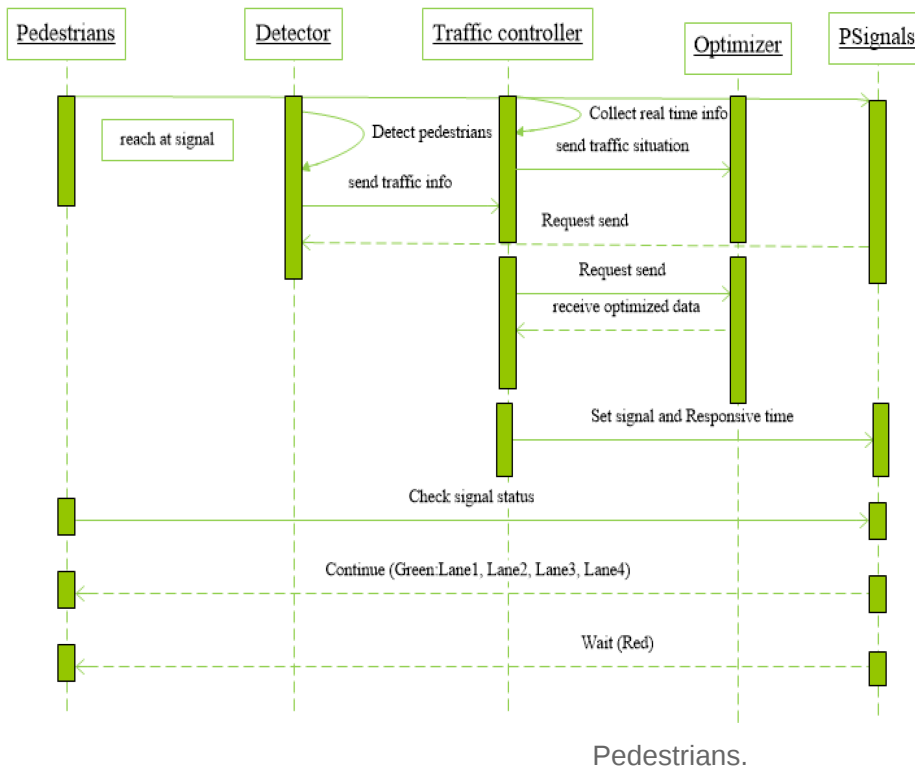 Pedestrians
Detector
Traffic controller
Optimizer
PSignals
reach at signal
Detect pedestrians
Collect real time info
send traffic situation
send traffic info
Request send
Request send
receive optimized data
Set signal and Responsive time
Check signal status
Continue (Green:Lane1, Lane2, Lane3, Lane4)
Wait (Red)
Pedestrians.